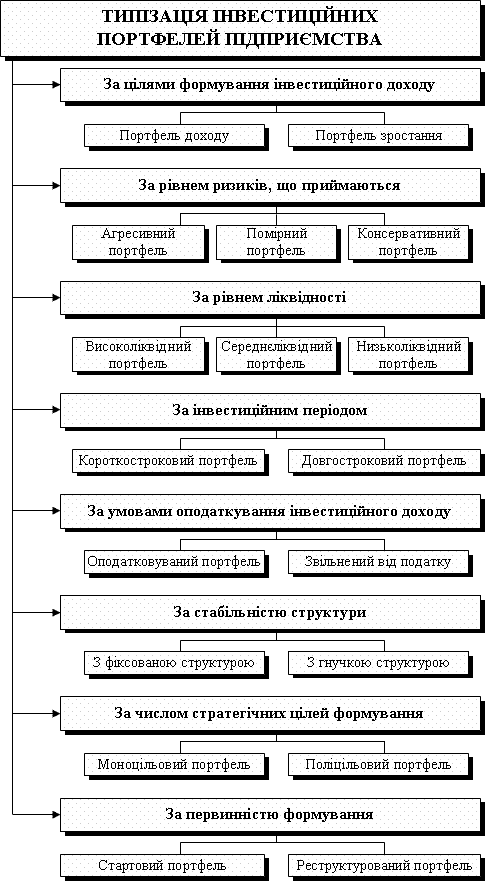 ТИПІЗАЦІЯ ІНВЕСТИЦІЙНИХ
ПОРТФЕЛЕЙ ПІДПРИЄМСТВА
За цілями формування інвестиційного доходу
Портфель доходу
Портфель зростання
За рівнем ризиків, що приймаються
Агресивний
портфель
Помірний
портфель
Консервативний
портфель
За рівнем ліквідності
Високоліквідний
портфель
Середнєліквідний
портфель
Низьколіквідний
портфель
За інвестиційним періодом
Короткостроковий портфель
Довгостроковий портфель
За умовами оподаткування інвестиційного доходу
Оподатковуваний портфель
Звільнений від податку
За стабільністю структури
З фіксованою структурою
З гнучкою структурою
За числом стратегічних цілей формування
Моноцільовий портфель
Поліцільовий портфель
За первинністю формування
Стартовий портфель
Реструктурований портфель